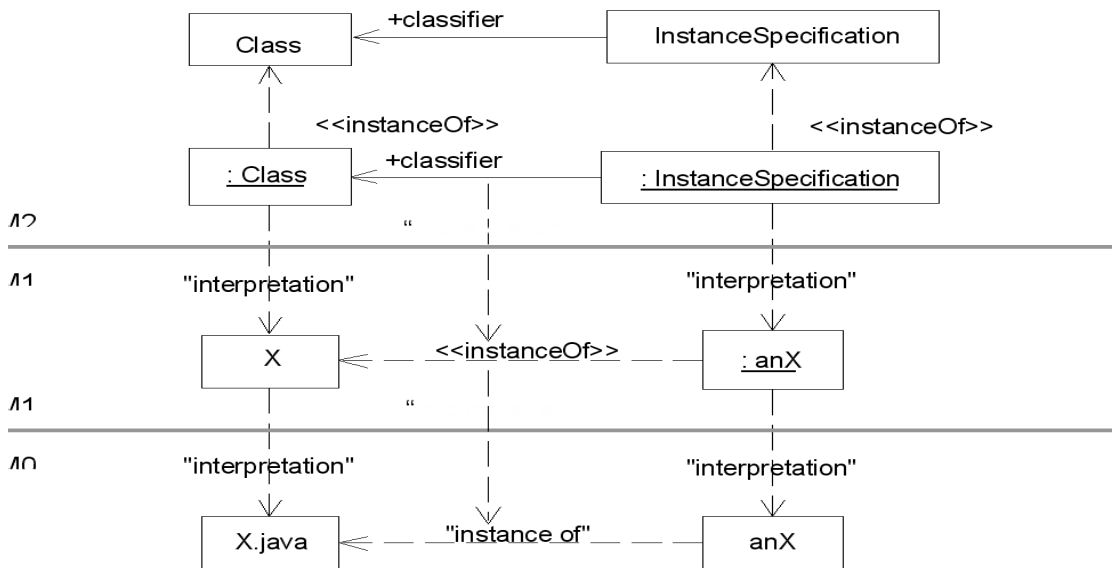 +classifier
Class
InstanceSpecification
<<instanceOf>>
<<instanceOf>>
+classifier
: Class
: InstanceSpecification
“
"interpretation"
"interpretation"
<<instanceOf>>
X
: anX
“
"interpretation"
"interpretation"
"instance of"
X.java
anX